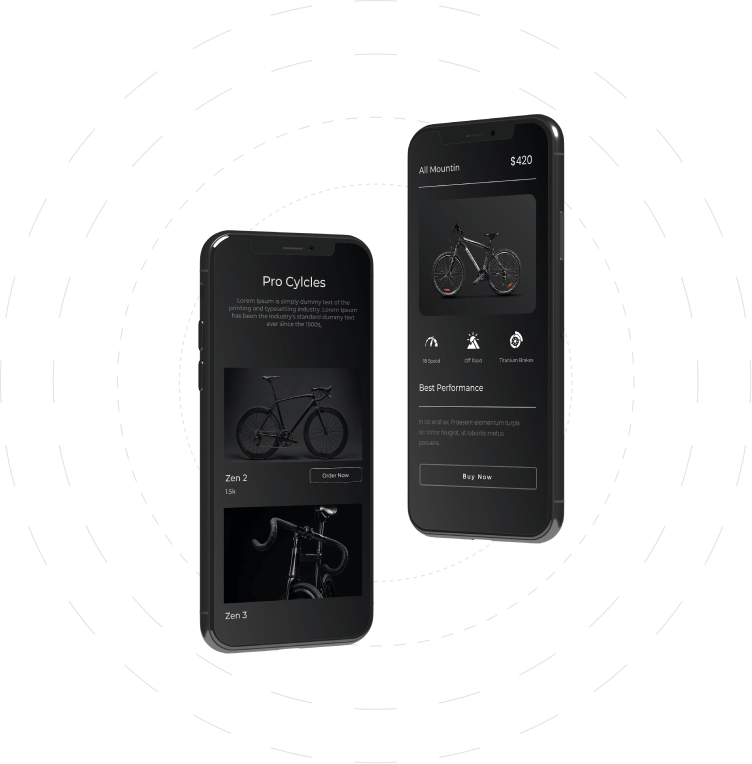 Pro Cylcles
Lorem Ipsum is simply dummy text of the
printing and typesetting industry. Lorem Ipsum
has been the industry's standard dummy text
ever since the 1500s,
Zen 2
Order Now
1.5k
Zen 3
All Mountin
$420
18 Speed
Off Road
Titanium Brakes
Best Performance
In ac erat ex. Praesent elementum turpis
feugiat, ut lobortis metus
posuere.
Buy Now